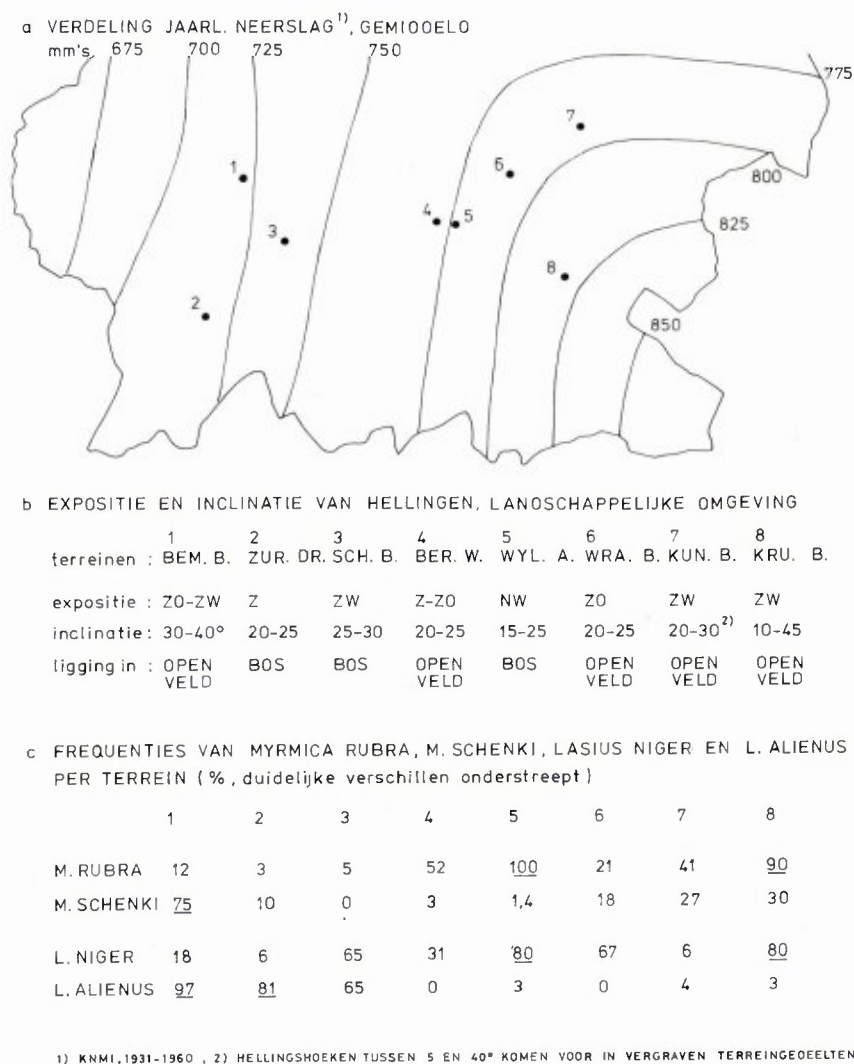 a VERDELING JAARL. NEERSLAG1), GEMIOOELO
mm's 675 700 725 750
775
7
1
6
800
4 5
825
3
8
2
850
b EXPOSITIE EN INCLINATIE VAN HELLINGEN, LANOSCHAPPELIJKE OMGEVING
1 2 3 4 5 6 7 8
terreinen : BEM. B. ZUR. DR. SCH. B. BER. W. WYL. A. WRA. B. KUN. B. KRU. B.
expositie : ZO-ZW Z ZW Z-ZO NW ZO ZW ZW
inclinatie: 30-40° 20-25 25-30 20-25 15-25 20-25 20-30 2) 10-45
ligging in : OPEN BOS BOS OPEN BOS OPEN OPEN OPEN
VELD VELD VELD VELD VELD
c FREQUENTIES VAN MYRMICA RUBRA, M. SCHENKI, LASIUS NIGER EN L. ALIENUS
PER TERREIN (%, duidelijke verschillen onderstreept)
1 2 3 4 5 6 7 8
M. RUBRA 12 3 5 52 100 21 41 90
M. SCHENKI 75 10 0 3 1,4 18 27 30
L. NIGER 18 6 65 31 80 67 6 80
L. ALIENUS 97 81 65 0 3 0 4 3
1) KNMI, 1931-1960 , 2) HELLINGSHOEKEN TUSSEN 5 EN 40° KOMEN VOOR IN VERGRAVEN TERREINGEOEELTEN